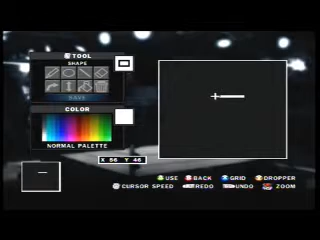 TOOL
SHAPE
SAVE
COLOR
NORMAL PALETTE
X 56 Y 46
A USE B BACK X GRID Y DROPPER
CURSOR SPEED REDO UNDO ZOOM